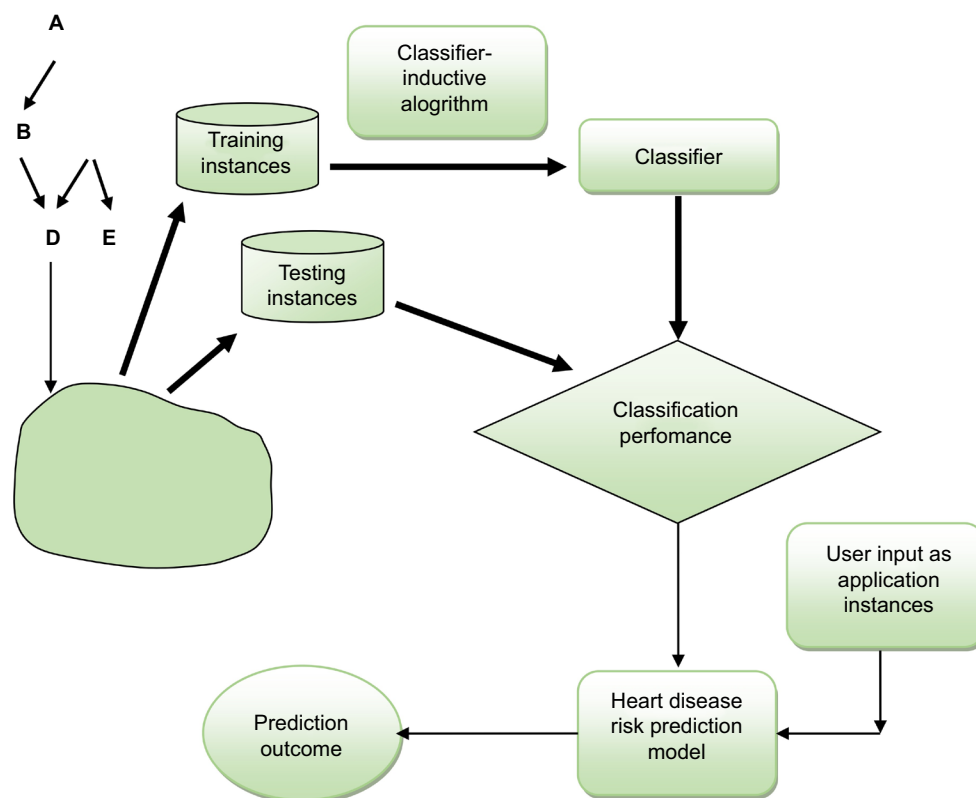 A
B
D E
Training
instances
Classifier-
inductive
alogrithm
Classifier
Testing
instances
Classification
perfomance
User input as
application
instances
Heart disease
risk prediction
model
Prediction
outcome